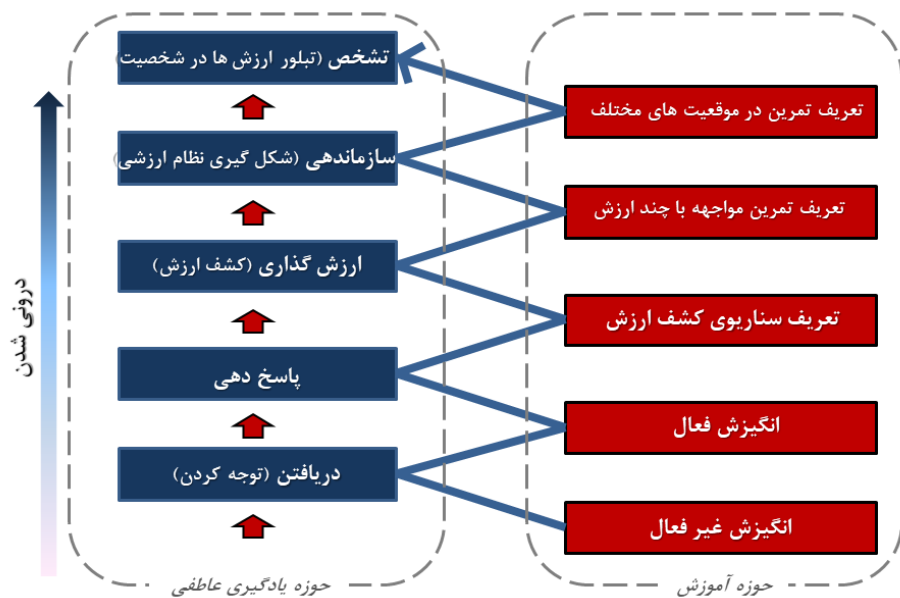 تشخص (تبلور ارزش ها در شخصیت)
سازماندهی (شکل گیری نظام ارزشی)
ارزش گذاری (کشف ارزش)
پاسخ دهی
دریافتن (توجه کردن)
حوزه یادگیری عاطفی
تعریف تمرین در موقعیت های مختلف
تعریف تمرین مواجهه با چند ارزش
تعریف سناریوی کشف ارزش
انگیزش فعال
انگیزش غیر فعال
حوزه آموزش
درونی شدن